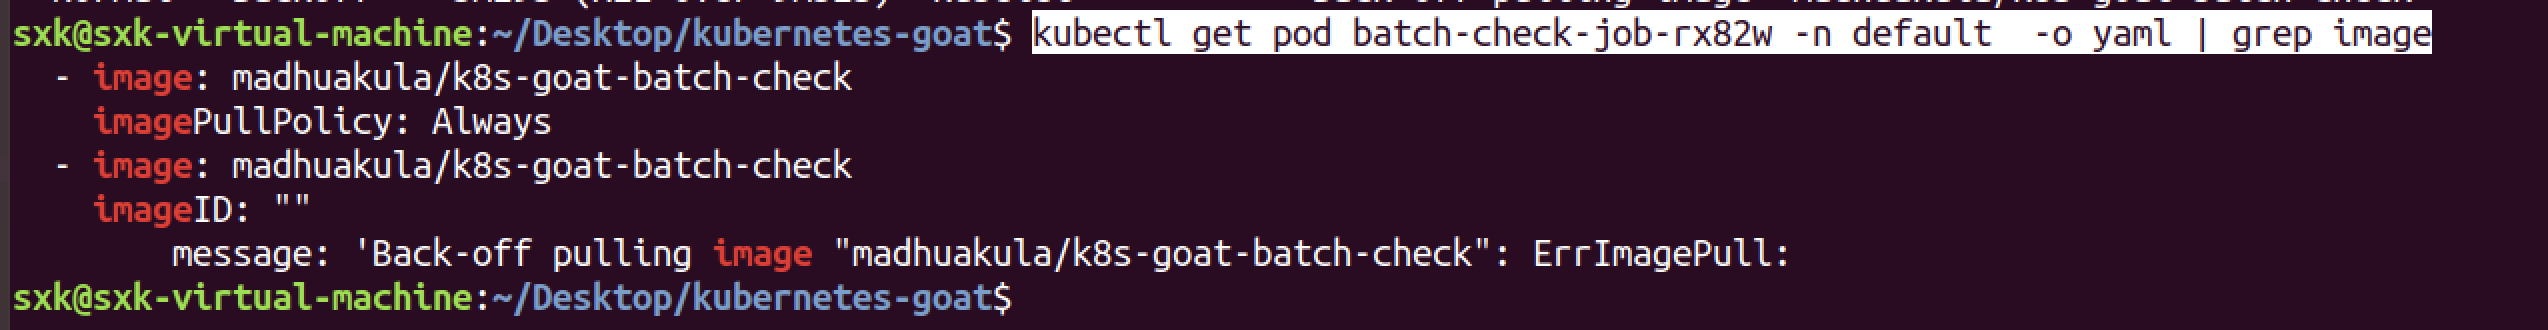 sxk@sxk-virtual-machine:~/Desktop/kubernetes-goat$ kubectl get pod batch-check-job-rx82w -n default  -o yaml | grep image
  - image: madhuakula/k8s-goat-batch-check
    imagePullPolicy: Always
  - image: madhuakula/k8s-goat-batch-check
    imageID: ""
        message: 'Back-off pulling image "madhuakula/k8s-goat-batch-check": ErrImagePull:
sxk@sxk-virtual-machine:~/Desktop/kubernetes-goat$